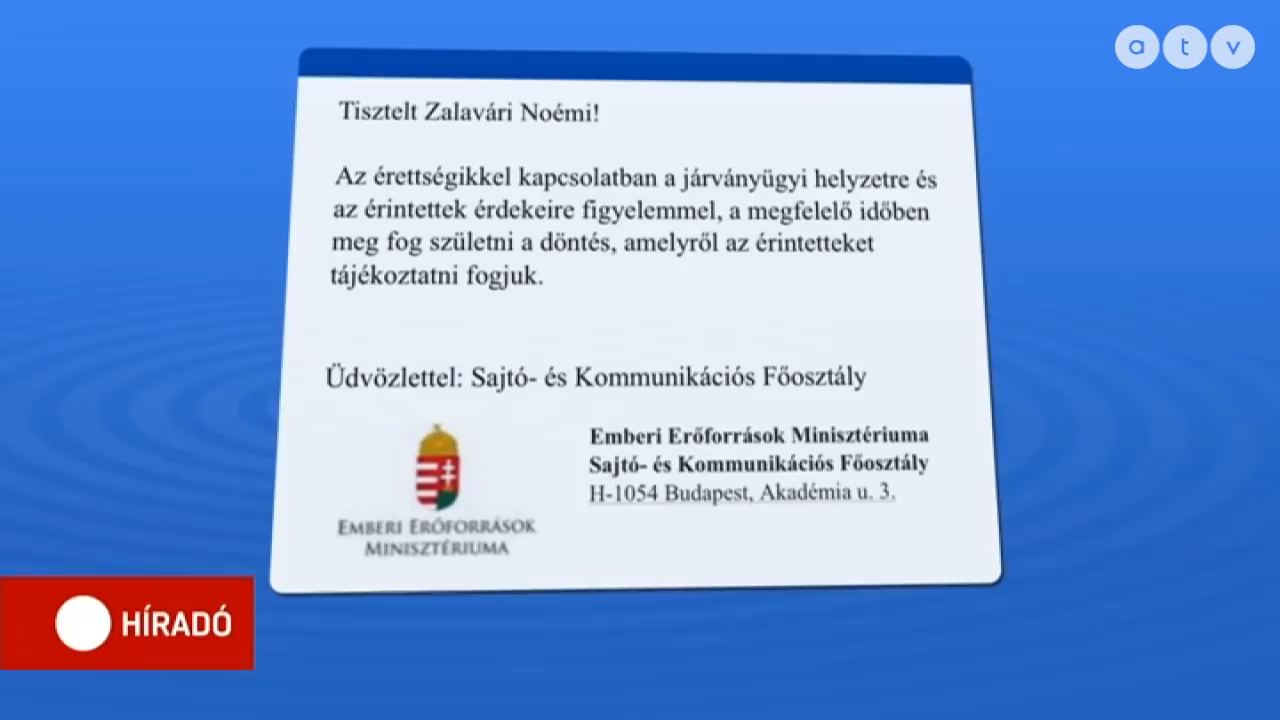 atv
Tisztelt Zalavári Noémi!
Az érettségikkel kapcsolatban a járványügyi helyzetre és
az érintettek érdekeire figyelemmel, a megfelelő időben
meg fog születni a döntés, amelyről az érintetteket
tájékoztatni fogjuk.
Üdvözlettel: Sajtó- és Kommunikációs Főosztály
Emberi Erőforrások Minisztériuma
Sajtó- és Kommunikációs Főosztály
H-1054 Budapest, Akadémia u. 3.
EMBERI ERŐFORRÁSOK
MINISZTÉRIUMA
HÍRADÓ